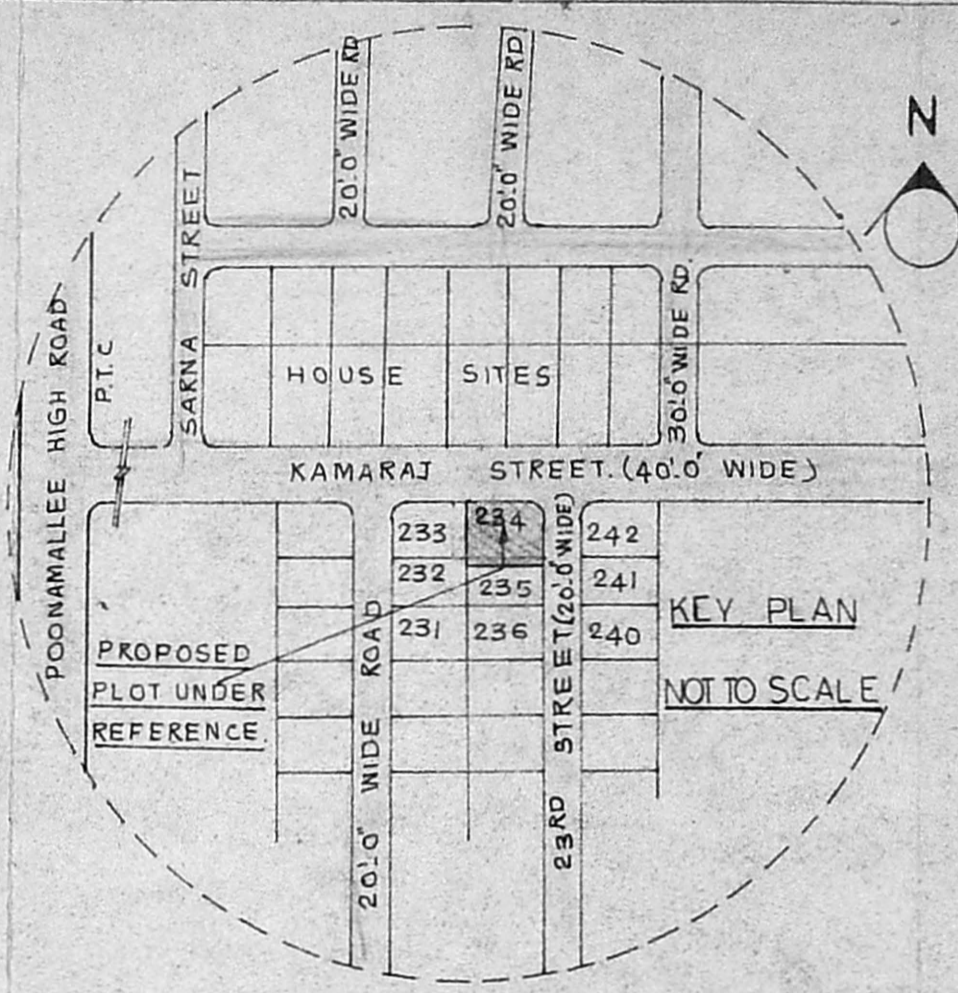 20'.0" WIDE RD
20'.0" WIDE RD
N
SARNA STREET
POONAMALLEE HIGH ROAD
P.T.C
HOUSE SITES
30'.0" WIDE RD
KAMARAJ STREET. (40'.0" WIDE)
233
234
242
232
235
241
231
236
240
20'.0" WIDE ROAD
23RD STREET (20'.0" WIDE)
PROPOSED
PLOT UNDER
REFERENCE.
KEY PLAN
NOT TO SCALE